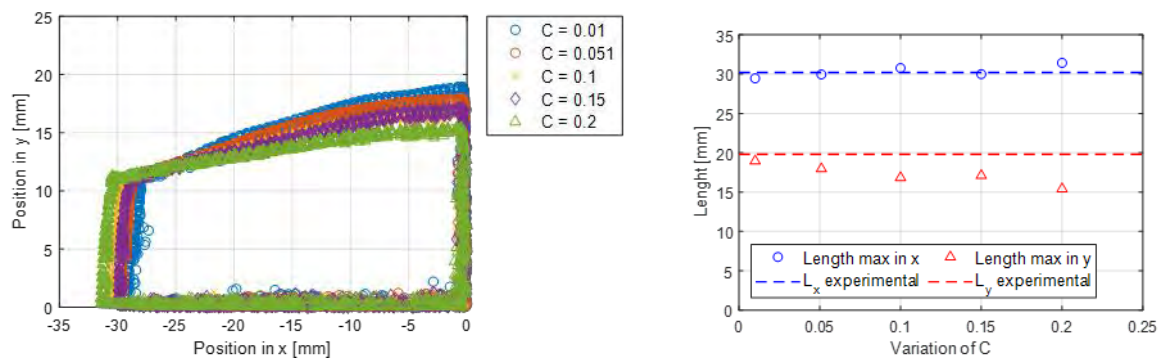 25
20
15
10
5
0
Position in y [mm]
-35
-30
-25
-20
-15
-10
-5
0
Position in x [mm]
C = 0.01
C = 0.051
C = 0.1
C = 0.15
C = 0.2
35
30
25
20
15
10
5
0
Lenght [mm]
Length max in x
Length max in y
L_x experimental
L_y experimental
0
0.05
0.1
0.15
0.2
0.25
Variation of C